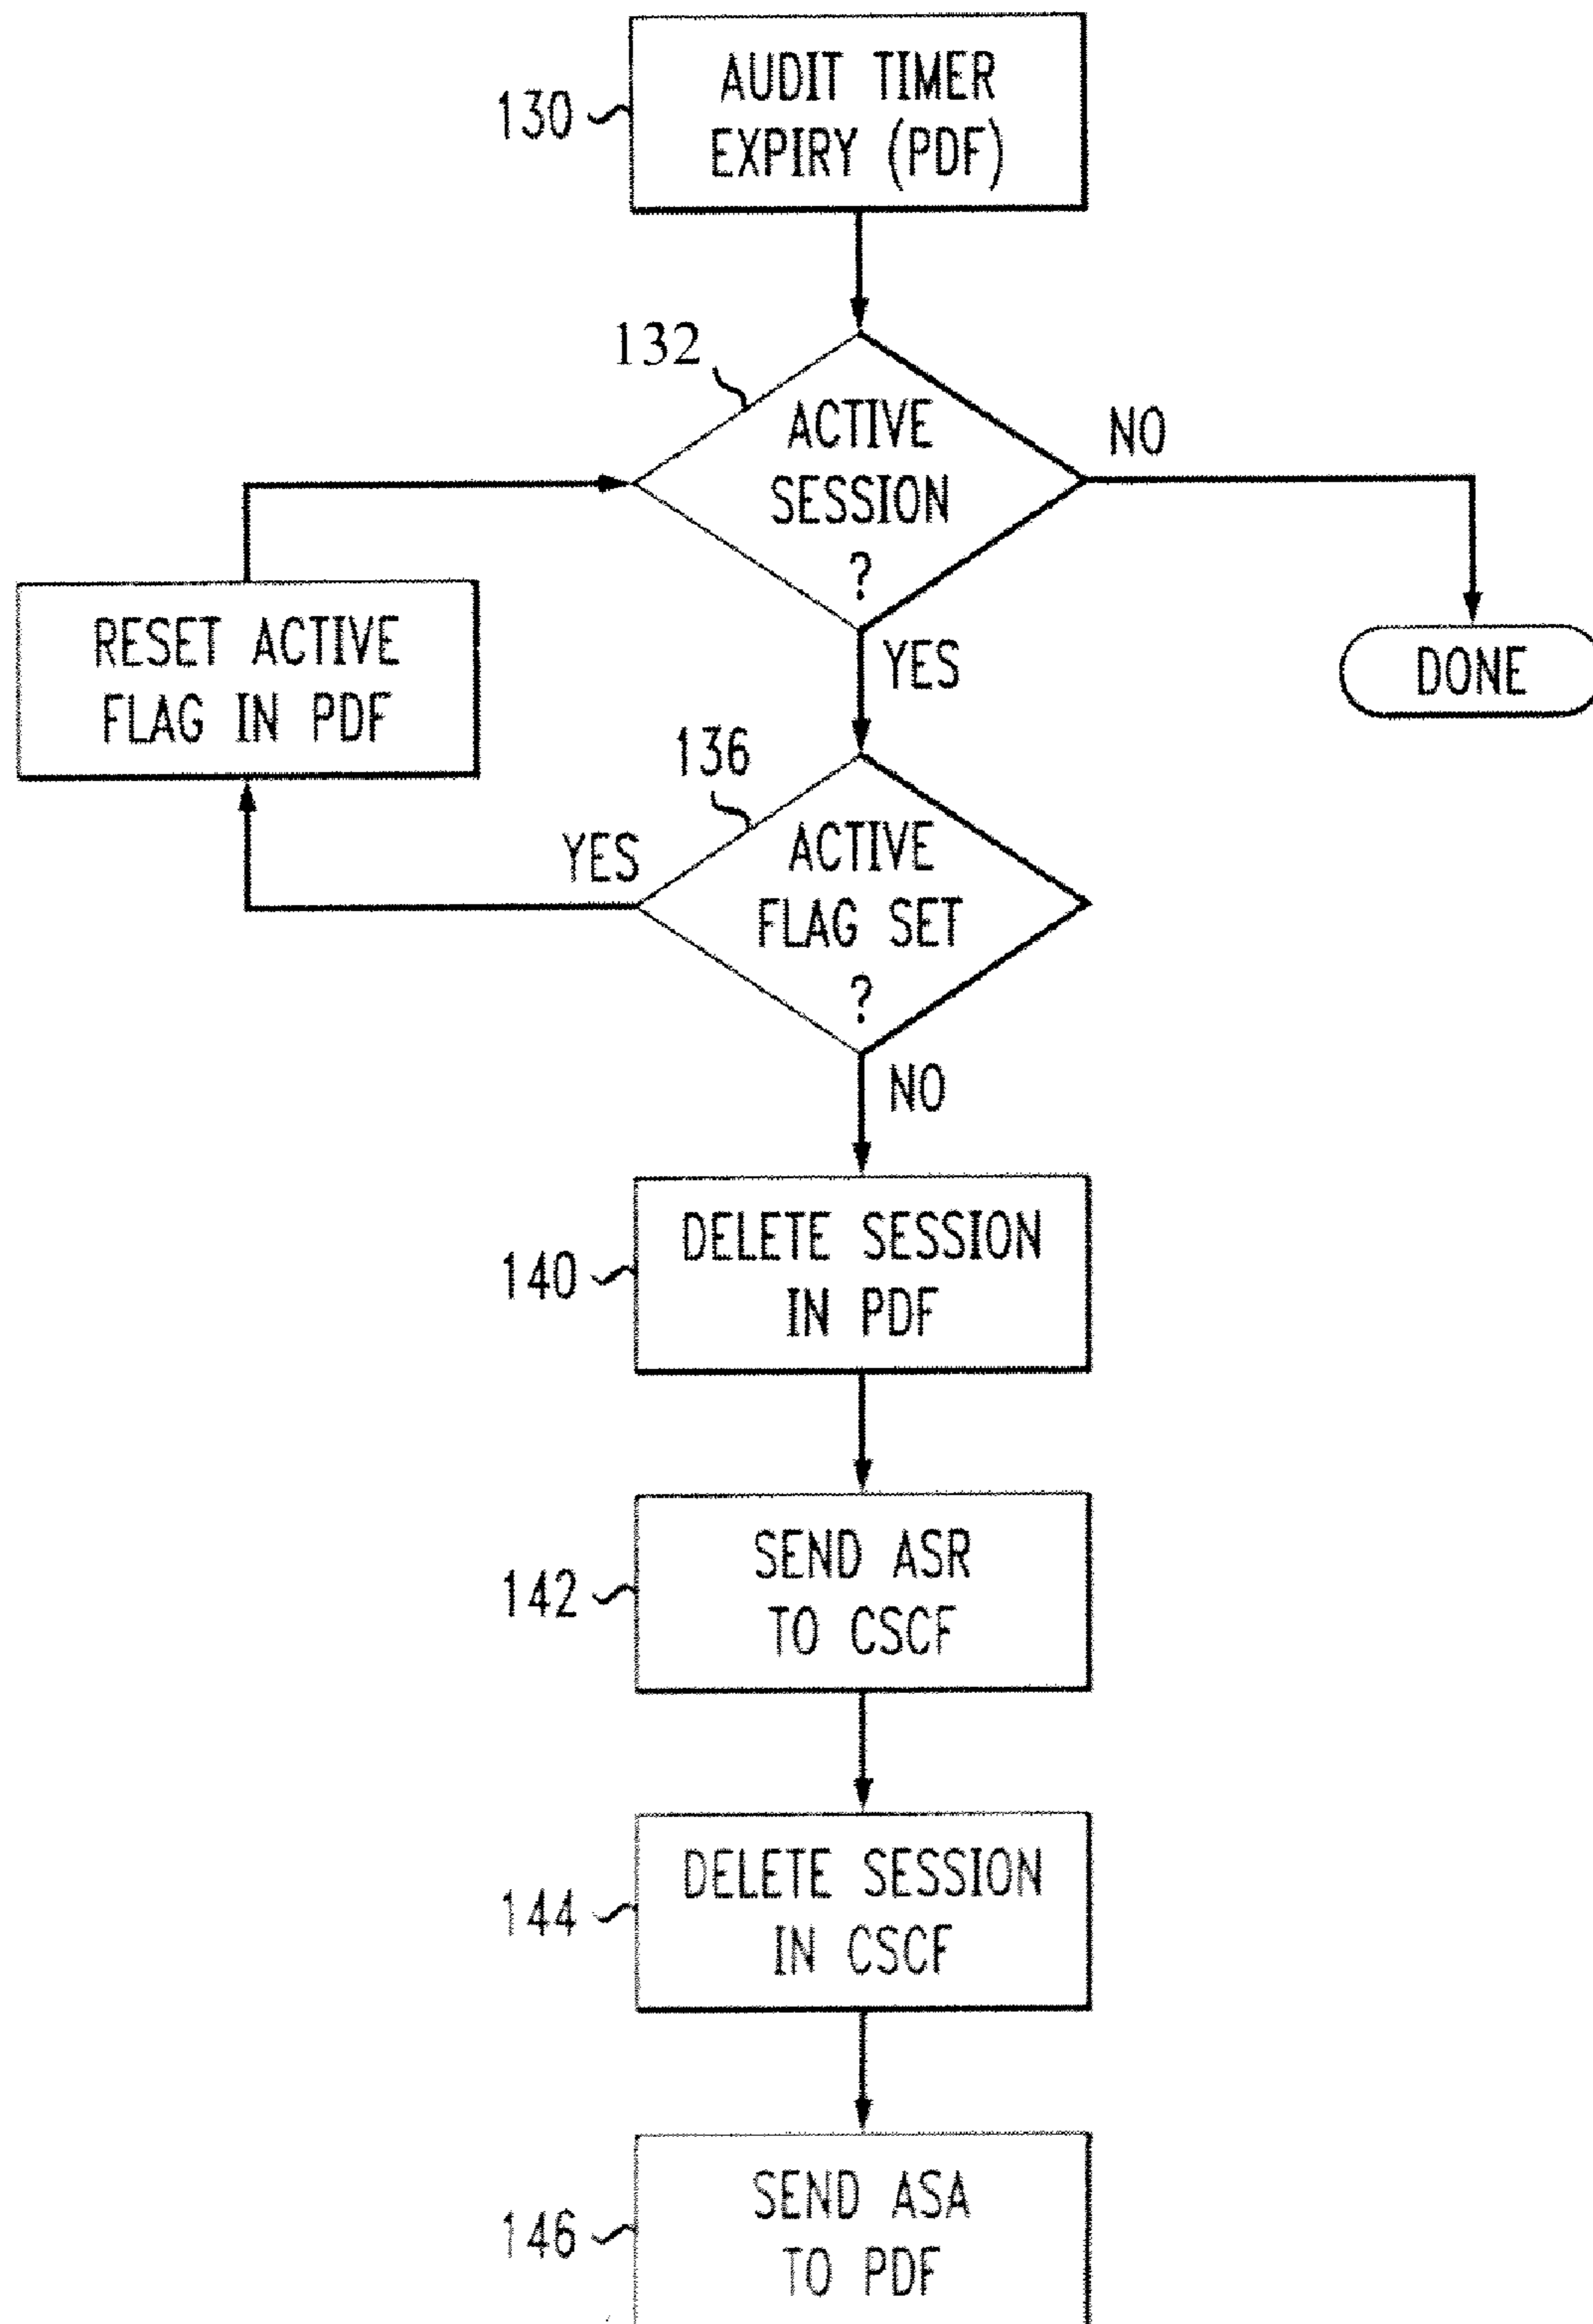 130
AUDIT TIMER
EXPIRY (PDF)
132
ACTIVE
SESSION
?
NO
YES
DONE
RESET ACTIVE
FLAG IN PDF
136
YES
ACTIVE
FLAG SET
?
NO
140
DELETE SESSION
IN PDF
142
SEND ASR
TO CSCF
144
DELETE SESSION
IN CSCF
146
SEND ASA
TO PDF